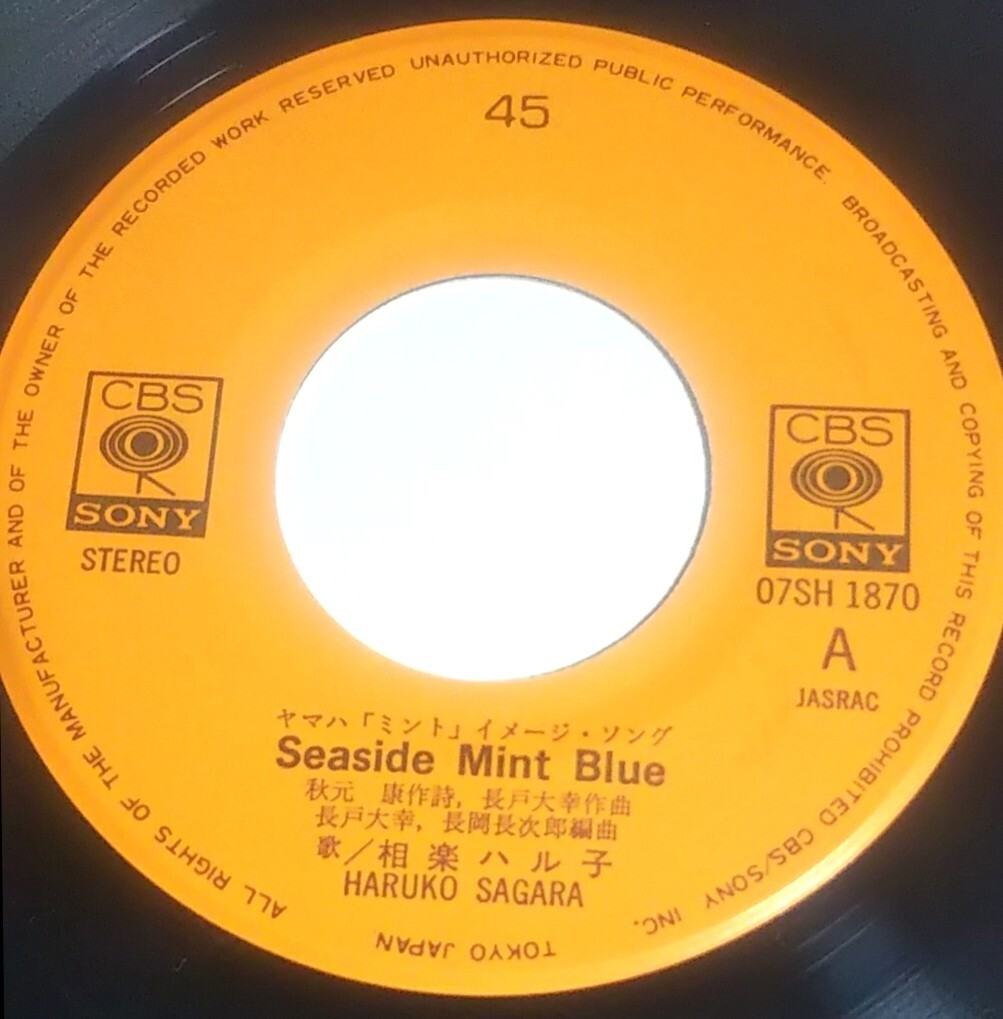 ALL RIGHTS OF THE MANUFACTURER AND OF THE OWNER OF THE RECORDED WORK RESERVED UNAUTHORIZED PUBLIC PERFORMANCE. BROADCASTING AND COPYING OF THIS RECORD PROHIBITED CBS/SONY INC.
TOKYO JAPAN
45
CBS
SONY
STEREO
CBS
SONY
07SH 1870
A
JASRAC
ヤマハ「ミント」イメージ・ソング
Seaside Mint Blue
秋元 康作詩, 長戸大幸作曲
長戸大幸, 長岡長次郎編曲
歌/相楽ハル子
HARUKO SAGARA